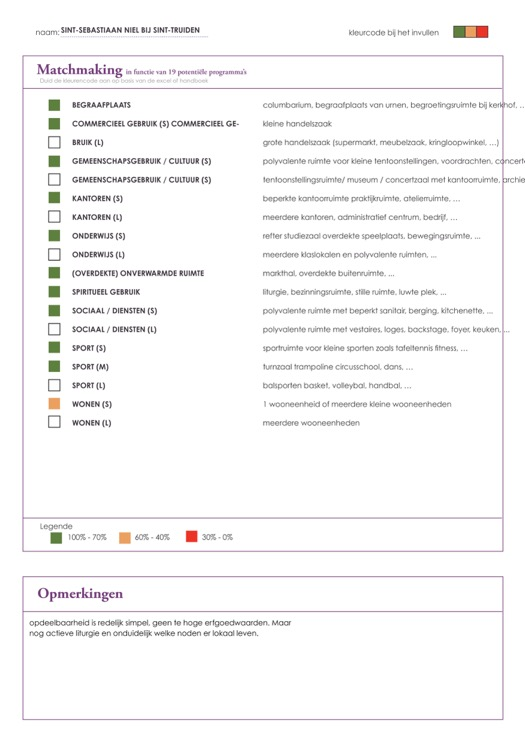 naam: SINT-SEBASTIAAN NIEL BIJ SINT-TRUIDEN
kleurcode bij het invullen
Matchmaking in functie van 19 potentiële programma's
Duid de kleurencode aan op basis van de excel of handboek
BEGRAAFPLAATS columbarium, begraafplaats van urnen, begroetingsruimte bij kerkhof, ...
COMMERCIEEL GEBRUIK (S) COMMERCIEEL GE- kleine handelszaak
BRUIK (L) grote handelszaak (supermarkt, meubelzaak, kringloopwinkel, ...)
GEMEENSCHAPSGEBRUIK / CULTUUR (S) polyvalente ruimte voor kleine tentoonstellingen, voordrachten, concert
GEMEENSCHAPSGEBRUIK / CULTUUR (S) tentoonstellingsruimte/ museum / concertzaal met kantoorruimte, archie
KANTOREN (S) beperkte kantoorruimte praktijkruimte, atelierruimte, ...
KANTOREN (L) meerdere kantoren, administratief centrum, bedrijf, ...
ONDERWIJS (S) refter studiezaal overdekte speelplaats, bewegingsruimte, ...
ONDERWIJS (L) meerdere klaslokalen en polyvalente ruimten, ...
(OVERDEKTE) ONVERWARMDE RUIMTE markthal, overdekte buitenruimte, ...
SPIRITUEEL GEBRUIK liturgie, bezinningsruimte, stille ruimte, luwte plek, ...
SOCIAAL / DIENSTEN (S) polyvalente ruimte met beperkt sanitair, berging, kitchenette, ...
SOCIAAL / DIENSTEN (L) polyvalente ruimte met vestiaires, loges, backstage, foyer, keuken, ...
SPORT (S) sportruimte voor kleine sporten zoals tafeltennis fitness, ...
SPORT (M) turnzaal trampoline circusschool, dans, ...
SPORT (L) balsporten basket, volleybal, handbal, ...
WONEN (S) 1 wooneenheid of meerdere kleine wooneenheden
WONEN (L) meerdere wooneenheden
Legende
100% - 70% 60% - 40% 30% - 0%
Opmerkingen
opdeelbaarheid is redelijk simpel, geen te hoge erfgoedwaarden. Maar
nog actieve liturgie en onduidelijk welke noden er lokaal leven.